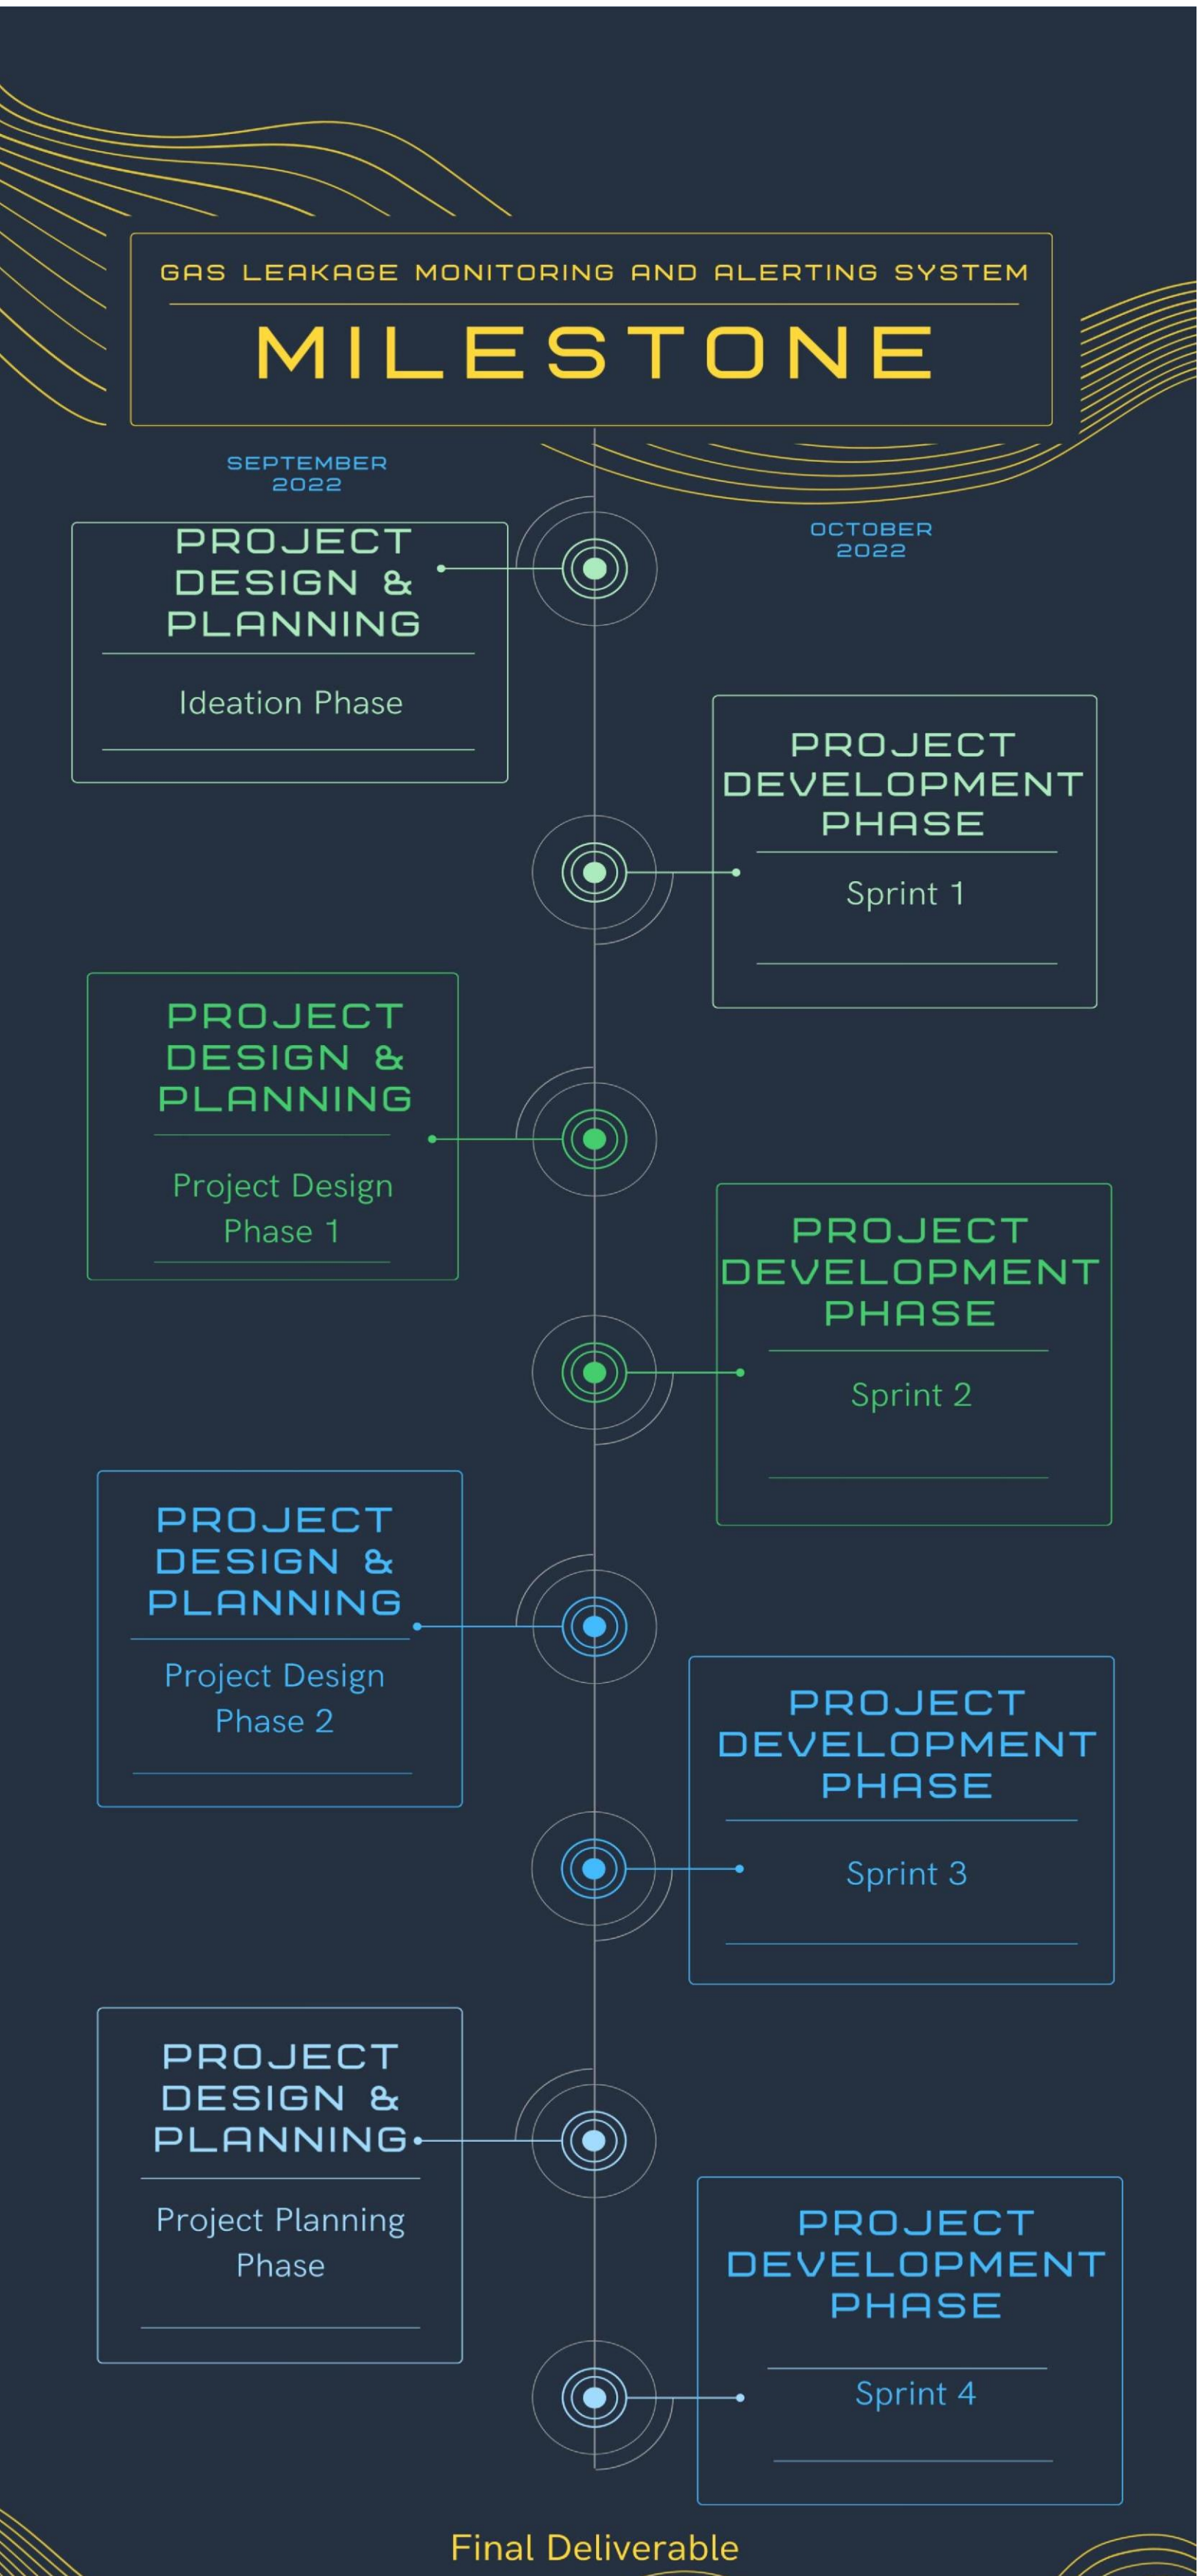 GAS LEAKAGE MONITORING AND ALERTING SYSTEM
MILESTONE
SEPTEMBER
2022
OCTOBER
2022
PROJECT
DESIGN &
PLANNING
Ideation Phase
PROJECT
DEVELOPMENT
PHASE
Sprint 1
PROJECT
DESIGN &
PLANNING
Project Design
Phase 1
PROJECT
DEVELOPMENT
PHASE
Sprint 2
PROJECT
DESIGN &
PLANNING
Project Design
Phase 2
PROJECT
DEVELOPMENT
PHASE
Sprint 3
PROJECT
DESIGN &
PLANNING
Project Planning
Phase
PROJECT
DEVELOPMENT
PHASE
Sprint 4
Final Deliverable